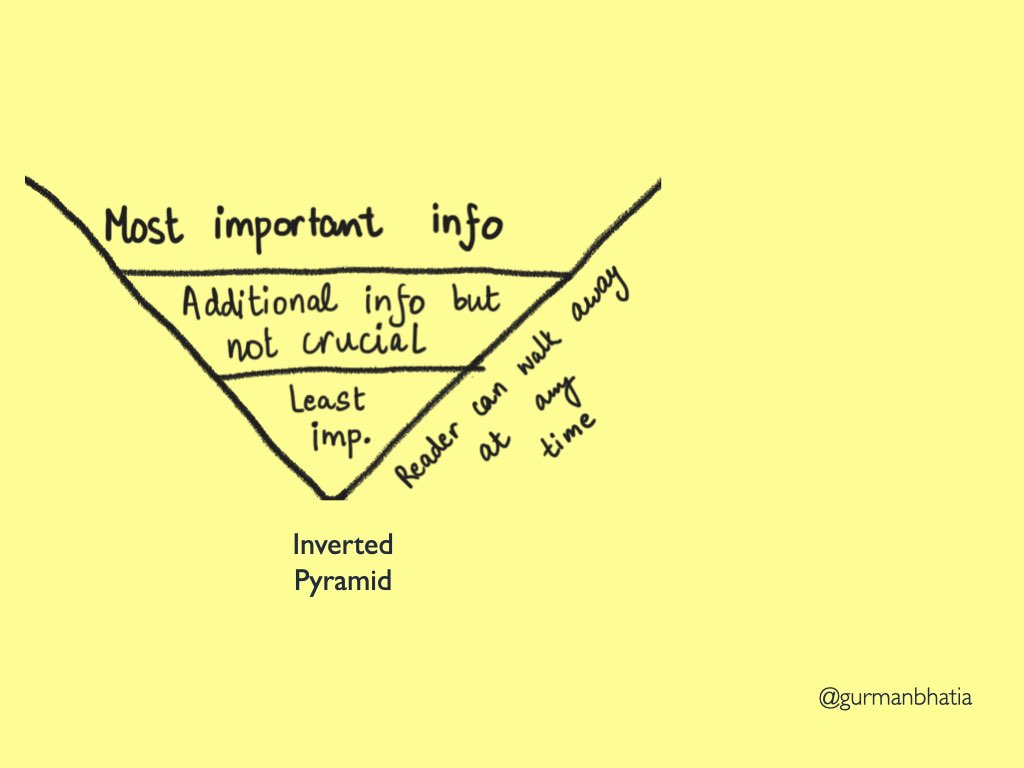 Most important info
Additional info but
not crucial
Least
imp.
Reader can walk away
at any
time
Inverted
Pyramid
@gurmanbhatia